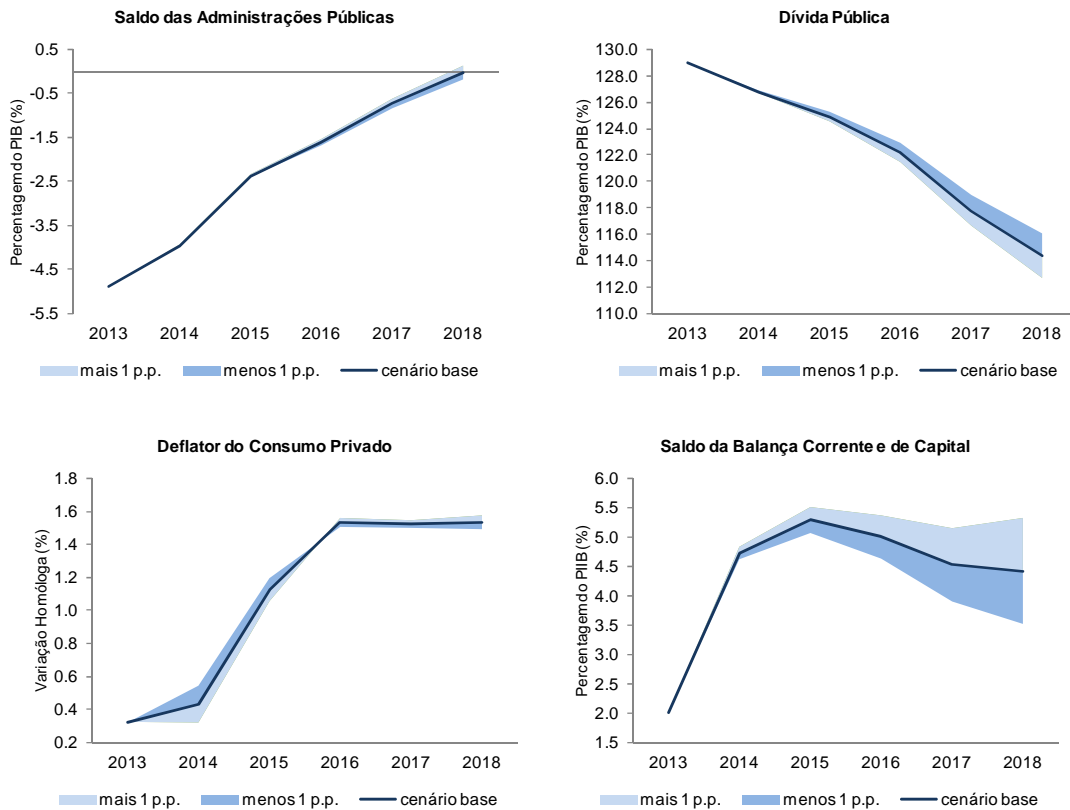 Saldo das Administrações Públicas
Percentagemdo PIB (%)
0.5
-0.5
-1.5
-2.5
-3.5
-4.5
-5.5
2013 2014 2015 2016 2017 2018
mais 1 p.p. menos 1 p.p. cenário base
Dívida Pública
Percentagemdo PIB (%)
130.0
128.0
126.0
124.0
122.0
120.0
118.0
116.0
114.0
112.0
110.0
2013 2014 2015 2016 2017 2018
mais 1 p.p. menos 1 p.p. cenário base
Deflator do Consumo Privado
Variação Homóloga (%)
1.8
1.6
1.4
1.2
1.0
0.8
0.6
0.4
0.2
2013 2014 2015 2016 2017 2018
mais 1 p.p. menos 1 p.p. cenário base
Saldo da Balança Corrente e de Capital
Percentagemdo PIIB (%)
6.0
5.5
5.0
4.5
4.0
3.5
3.0
2.5
2.0
1.5
2013 2014 2015 2016 2017 2018
mais 1 p.p. menos 1 p.p. cenário base